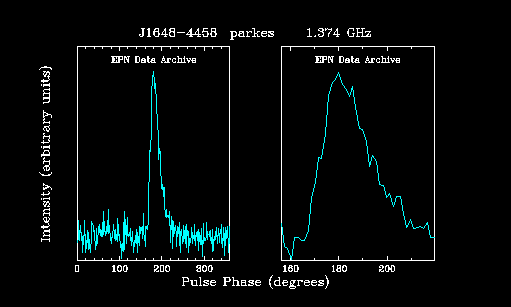 J1648-4458 parkes 1.374 GHz
EPN Data Archive
EPN Data Archive
Intensity (arbitrary units)
0 100 200 300
160 180 200
Pulse Phase (degrees)